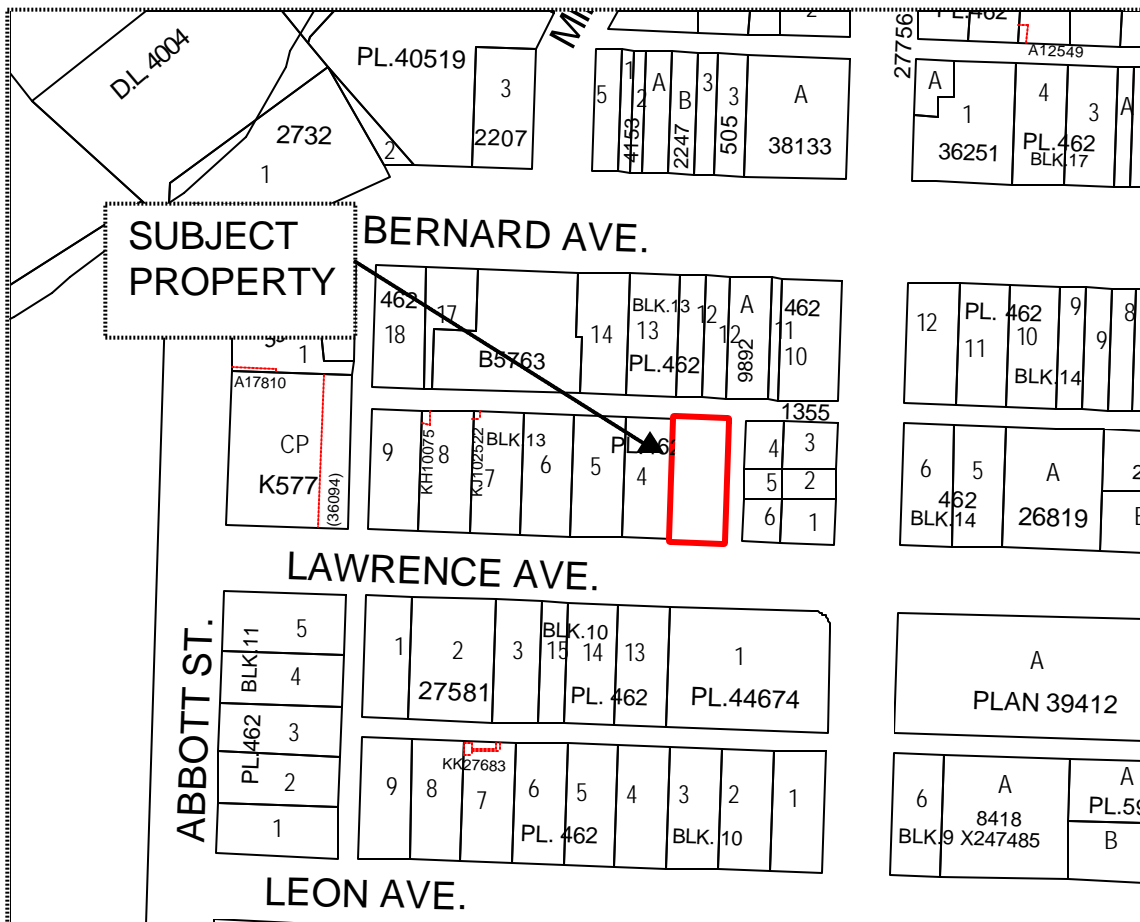 D.L 4004
PL.40519
3
2207
2732
1
2
5
1
2
4153
A
B
2247
3
3
505
A
38133
2
27756
PL.462
A12549
A
1
36251
4
PL.462
3
BLK.17
A
SUBJECT
PROPERTY
BERNARD AVE.
462
18
17
B5763
14
BLK.13
13
PL.462
12
12
A
9892
11
462
10
12
PL. 462
11
10
BLK.14
9
9
8
1
A17810
CP
K577
(36094)
9
KH10075
8
KJ102522
7
BLK 13
6
5
4
1355
4
3
5
2
6
1
6
5
462
BLK.14
A
26819
LAWRENCE AVE.
ABBOTT ST.
BLK.11
PL.462
5
4
3
2
1
1
2
27581
3
BLK.10
15
14
13
PL. 462
1
PL.44674
A
PLAN 39412
9
8
KK27683
7
6
5
4
PL. 462
3
2
1
BLK. 10
6
BLK.9
A
8418
X247485
A
PL.59
B
LEON AVE.